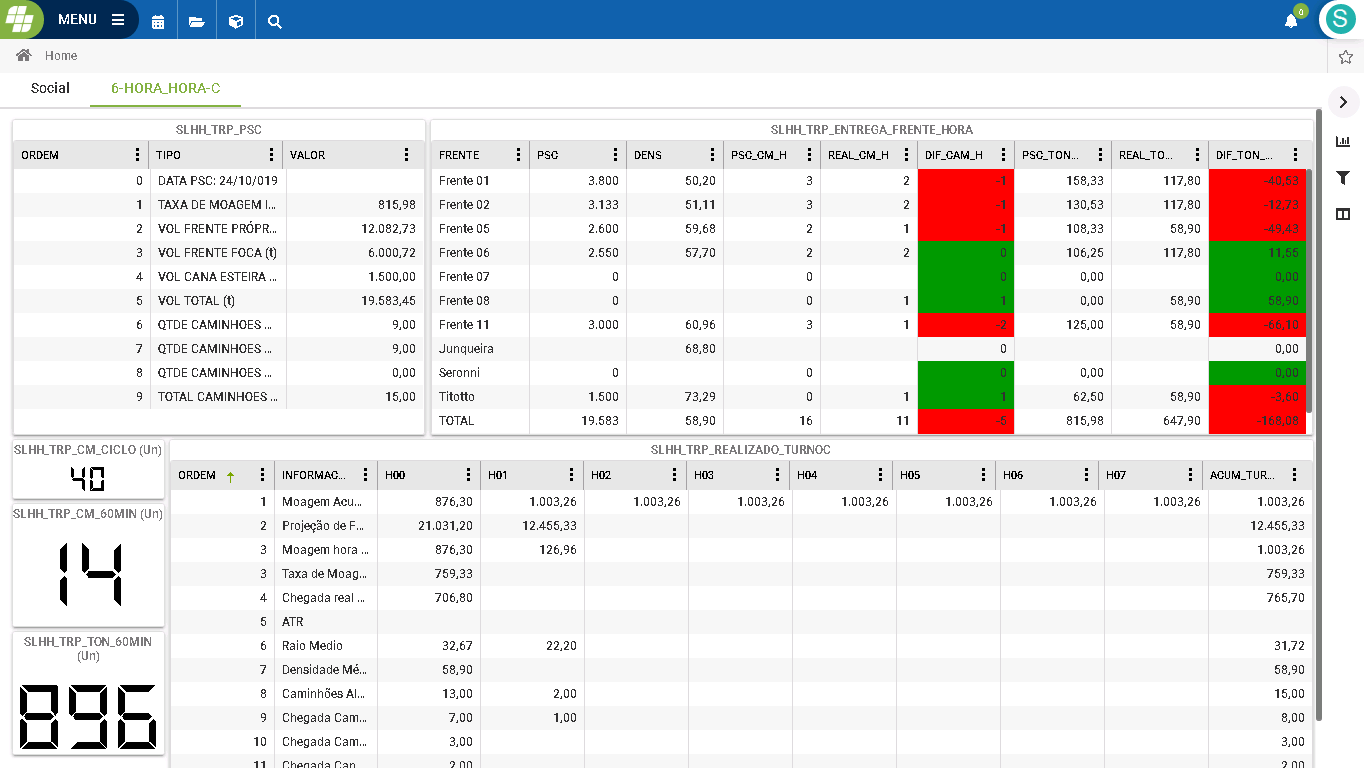 MENU
0
S
Home
Social 6-HORA_HORA-C
SLHH_TRP_PSC
ORDEM TIPO VALOR
0 DATA PSC: 24/10/019
1 TAXA DE MOAGEM I... 815,98
2 VOL FRENTE PRÓPR... 12.082,73
3 VOL FRENTE FOCA (t) 6.000,72
4 VOL CANA ESTEIRA ... 1.500,00
5 VOL TOTAL (t) 19.583,45
6 QTDE CAMINHOES ... 9,00
7 QTDE CAMINHOES ... 9,00
8 QTDE CAMINHOES ... 0,00
9 TOTAL CAMINHOES ... 15,00
SLHH_TRP_ENTREGA_FRENTE_HORA
FRENTE PSC DENS PSC_CM_H REAL_CM_H DIF_CAM_H PSC_TON... REAL_TO... DIF_TON_...
Frente 01 3.800 50,20 3 2 -1 158,33 117,80 -40,53
Frente 02 3.133 51,11 3 2 -1 130,53 117,80 -12,73
Frente 05 2.600 59,68 2 1 -1 108,33 58,90 -49,43
Frente 06 2.550 57,70 2 2 0 106,25 117,80 11,55
Frente 07 0 0 0 0,00 0,00
Frente 08 0 0 1 1 0,00 58,90 58,90
Frente 11 3.000 60,96 3 1 -2 125,00 58,90 -66,10
Junqueira 68,80 0 0,00
Seronni 0 0 0 0,00 0,00
Titotto 1.500 73,29 0 1 1 62,50 58,90 -3,60
TOTAL 19.583 58,90 16 11 -5 815,98 647,90 -168,08
SLHH_TRP_CM_CICLO (Un)
40
SLHH_TRP_CM_60MIN (Un)
14
SLHH_TRP_TON_60MIN
(Un)
896
SLHH_TRP_REALIZADO_TURNOC
ORDEM INFORMAC... H00 H01 H02 H03 H04 H05 H06 H07 ACUM_TUR...
1 Moagem Acu... 876,30 1.003,26 1.003,26 1.003,26 1.003,26 1.003,26 1.003,26 1.003,26 1.003,26
2 Projeção de F... 21.031,20 12.455,33 12.455,33
3 Moagem hora ... 876,30 126,96 1.003,26
3 Taxa de Moag... 759,33 759,33
4 Chegada real ... 706,80 765,70
5 ATR
6 Raio Medio 32,67 22,20 31,72
7 Densidade Mé... 58,90 58,90
8 Caminhões Al... 13,00 2,00 15,00
9 Chegada Cam... 7,00 1,00 8,00
10 Chegada Cam... 3,00 3,00
11 Chegada Can... 2,00 2,00